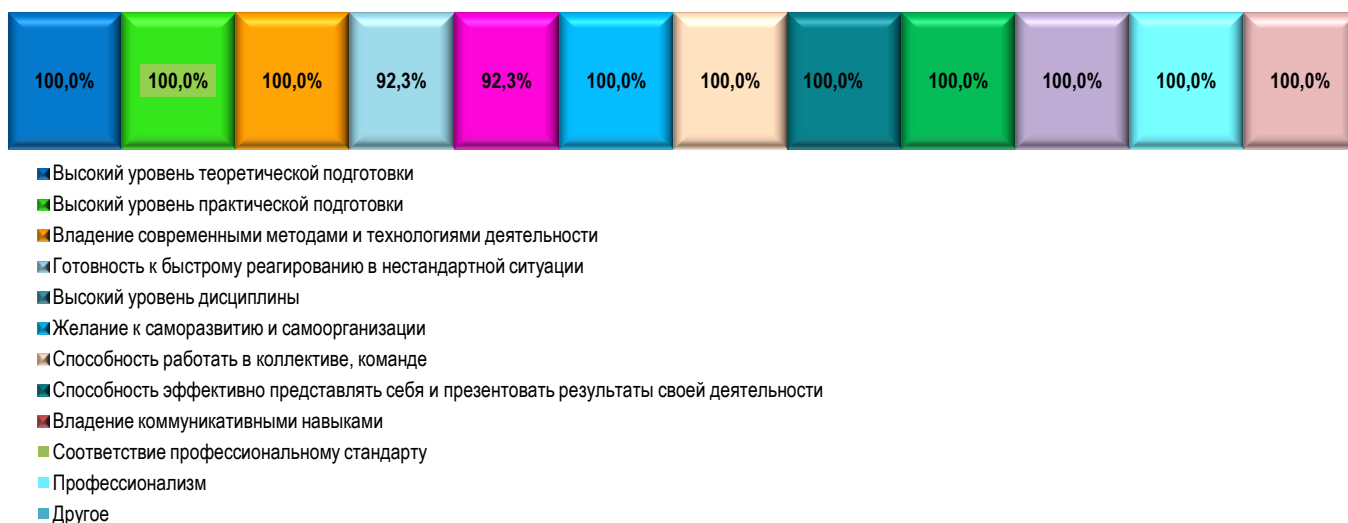 100,0% 100,0% 100,0% 92,3% 92,3% 100,0% 100,0% 100,0% 100,0% 100,0% 100,0% 100,0%
Высокий уровень теоретической подготовки
Высокий уровень практической подготовки
Владение современными методами и технологиями деятельности
Готовность к быстрому реагированию в нестандартной ситуации
Высокий уровень дисциплины
Желание к саморазвитию и самоорганизации
Способность работать в коллективе, команде
Способность эффективно представлять себя и презентовать результаты своей деятельности
Владение коммуникативными навыками
Соответствие профессиональному стандарту
Профессионализм
Другое